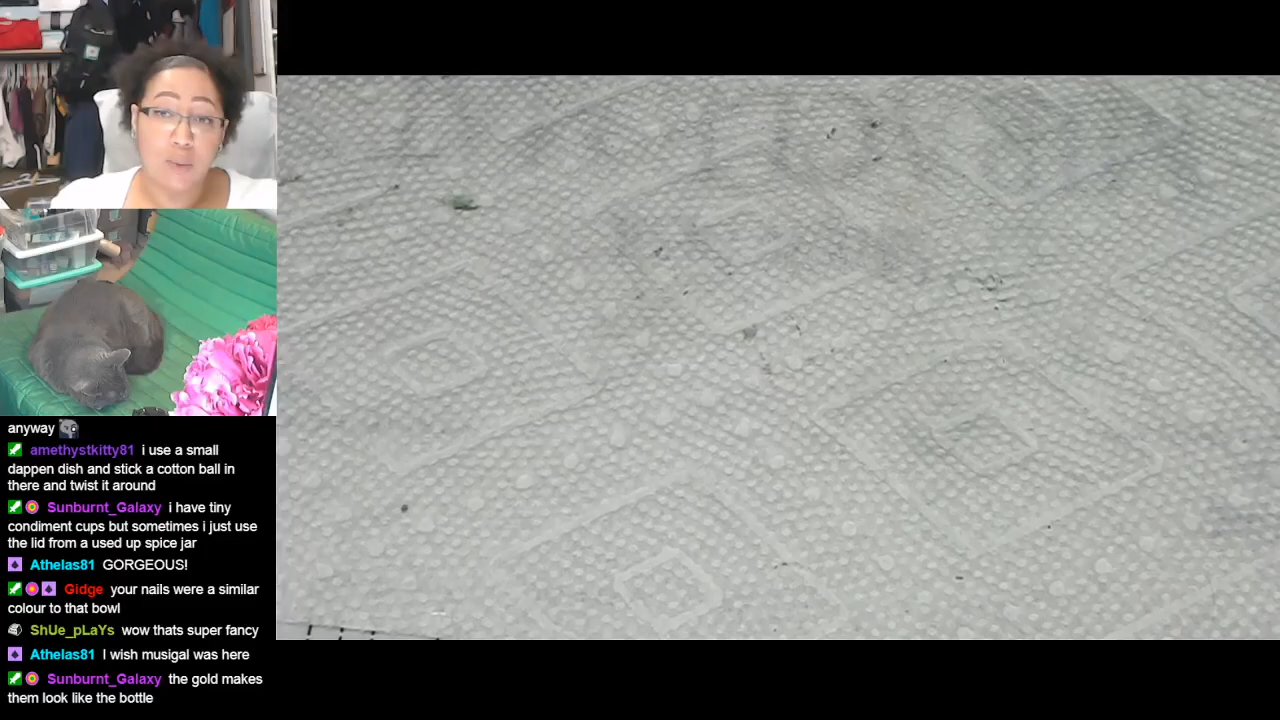 anyway
amethystkitty81 i use a small
dappen dish and stick a cotton ball in
there and twist it around
Sunburnt_Galaxy i have tiny
condiment cups but sometimes i just use
the lid from a used up spice jar
Athelas81 GORGEOUS!
Gidge your nails were a similar
colour to that bowl
ShUe_pLaYs wow thats super fancy
Athelas81 I wish musigal was here
Sunburnt_Galaxy the gold makes
them look like the bottle